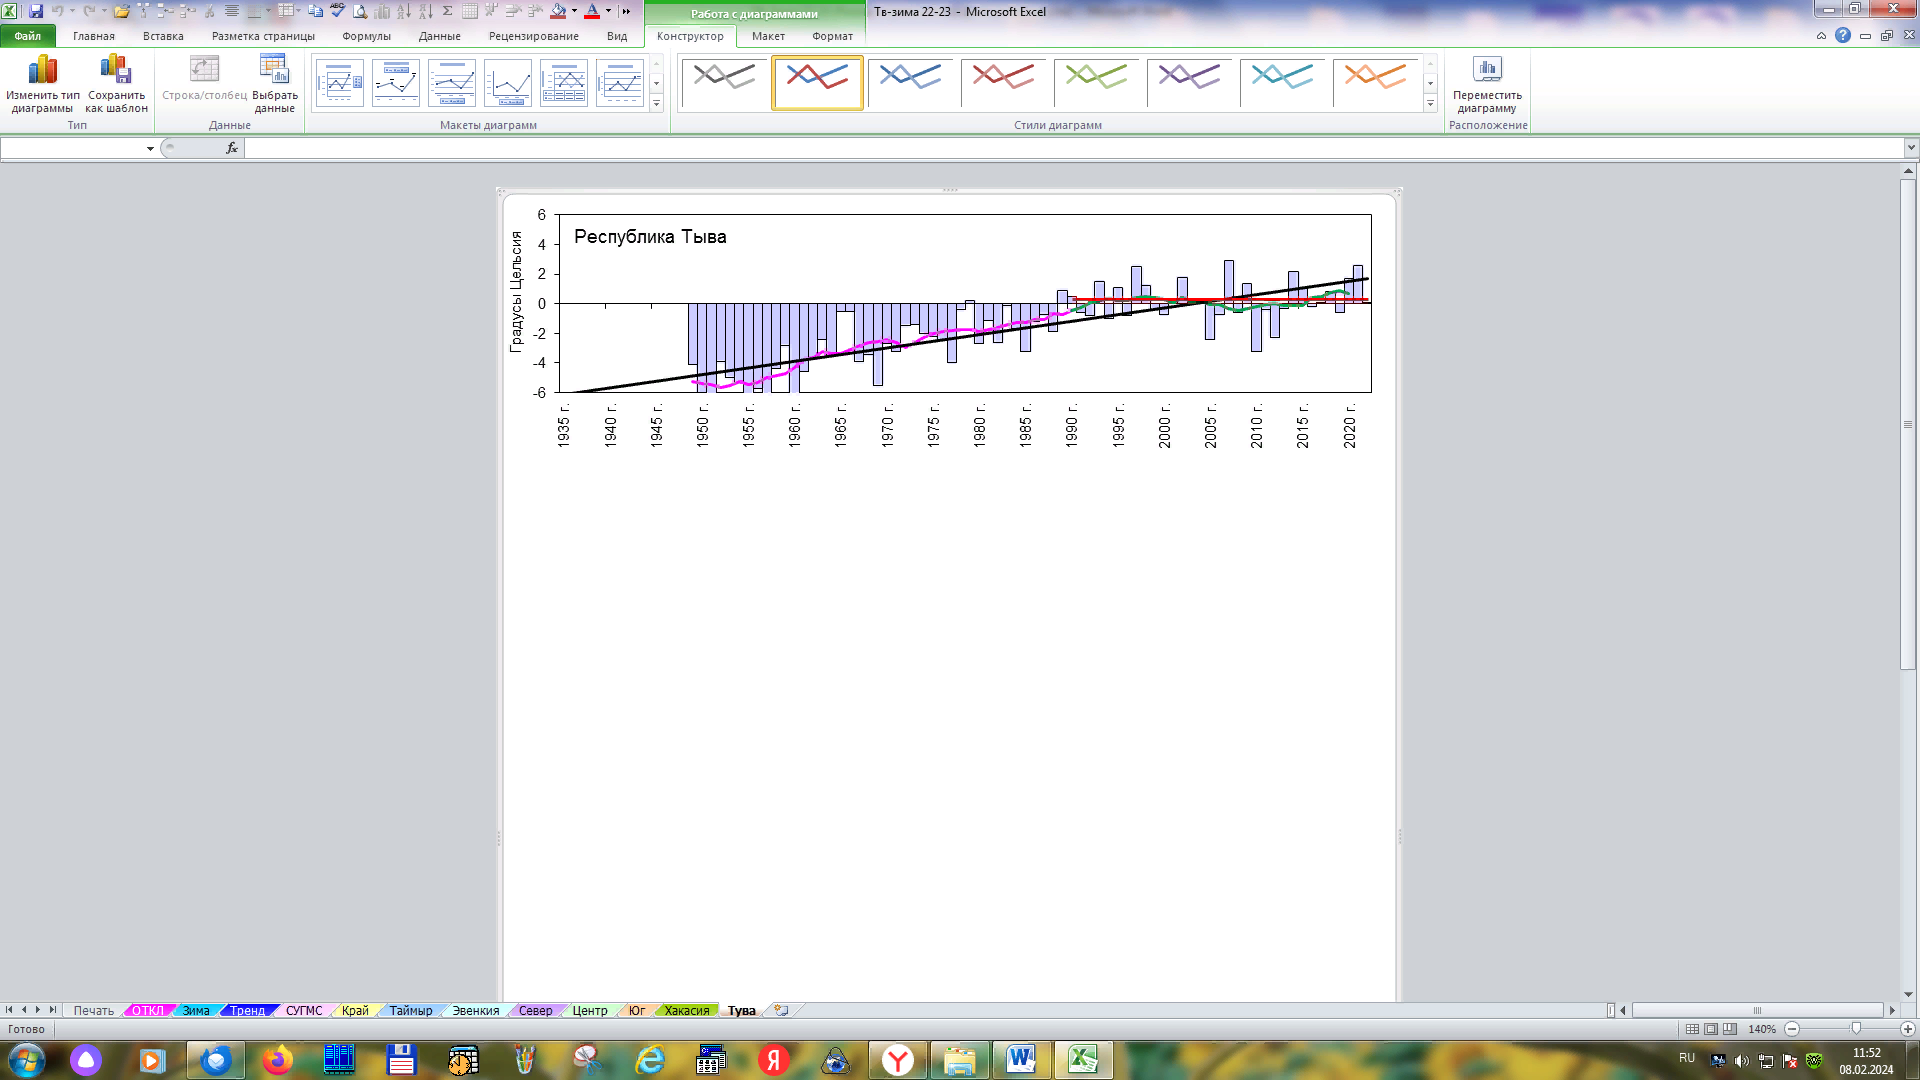 Работа с диаграммами
Тв-зима 22-23 - Microsoft Excel
Файл
Главная
Вставка
Разметка страницы
Формулы
Данные
Рецензирование
Вид
Конструктор
Макет
Формат
Изменить тип диаграммы
Сохранить как шаблон
Строка/столбец
Выбрать данные
Переместить диаграмму
Тип
Данные
Макеты диаграмм
Стили диаграмм
Расположение
fx
Республика Тыва
Градусы Цельсия
6
4
2
0
-2
-4
-6
1935 г.
1940 г.
1945 г.
1950 г.
1955 г.
1960 г.
1965 г.
1970 г.
1975 г.
1980 г.
1985 г.
1990 г.
1995 г.
2000 г.
2005 г.
2010 г.
2015 г.
2020 г.
Печать
ОТКЛ
Зима
Тренд
СУГМС
Край
Таймыр
Эвенкия
Север
Центр
Юг
Хакасия
Тува
Готово
140%
RU
11:52
08.02.2024